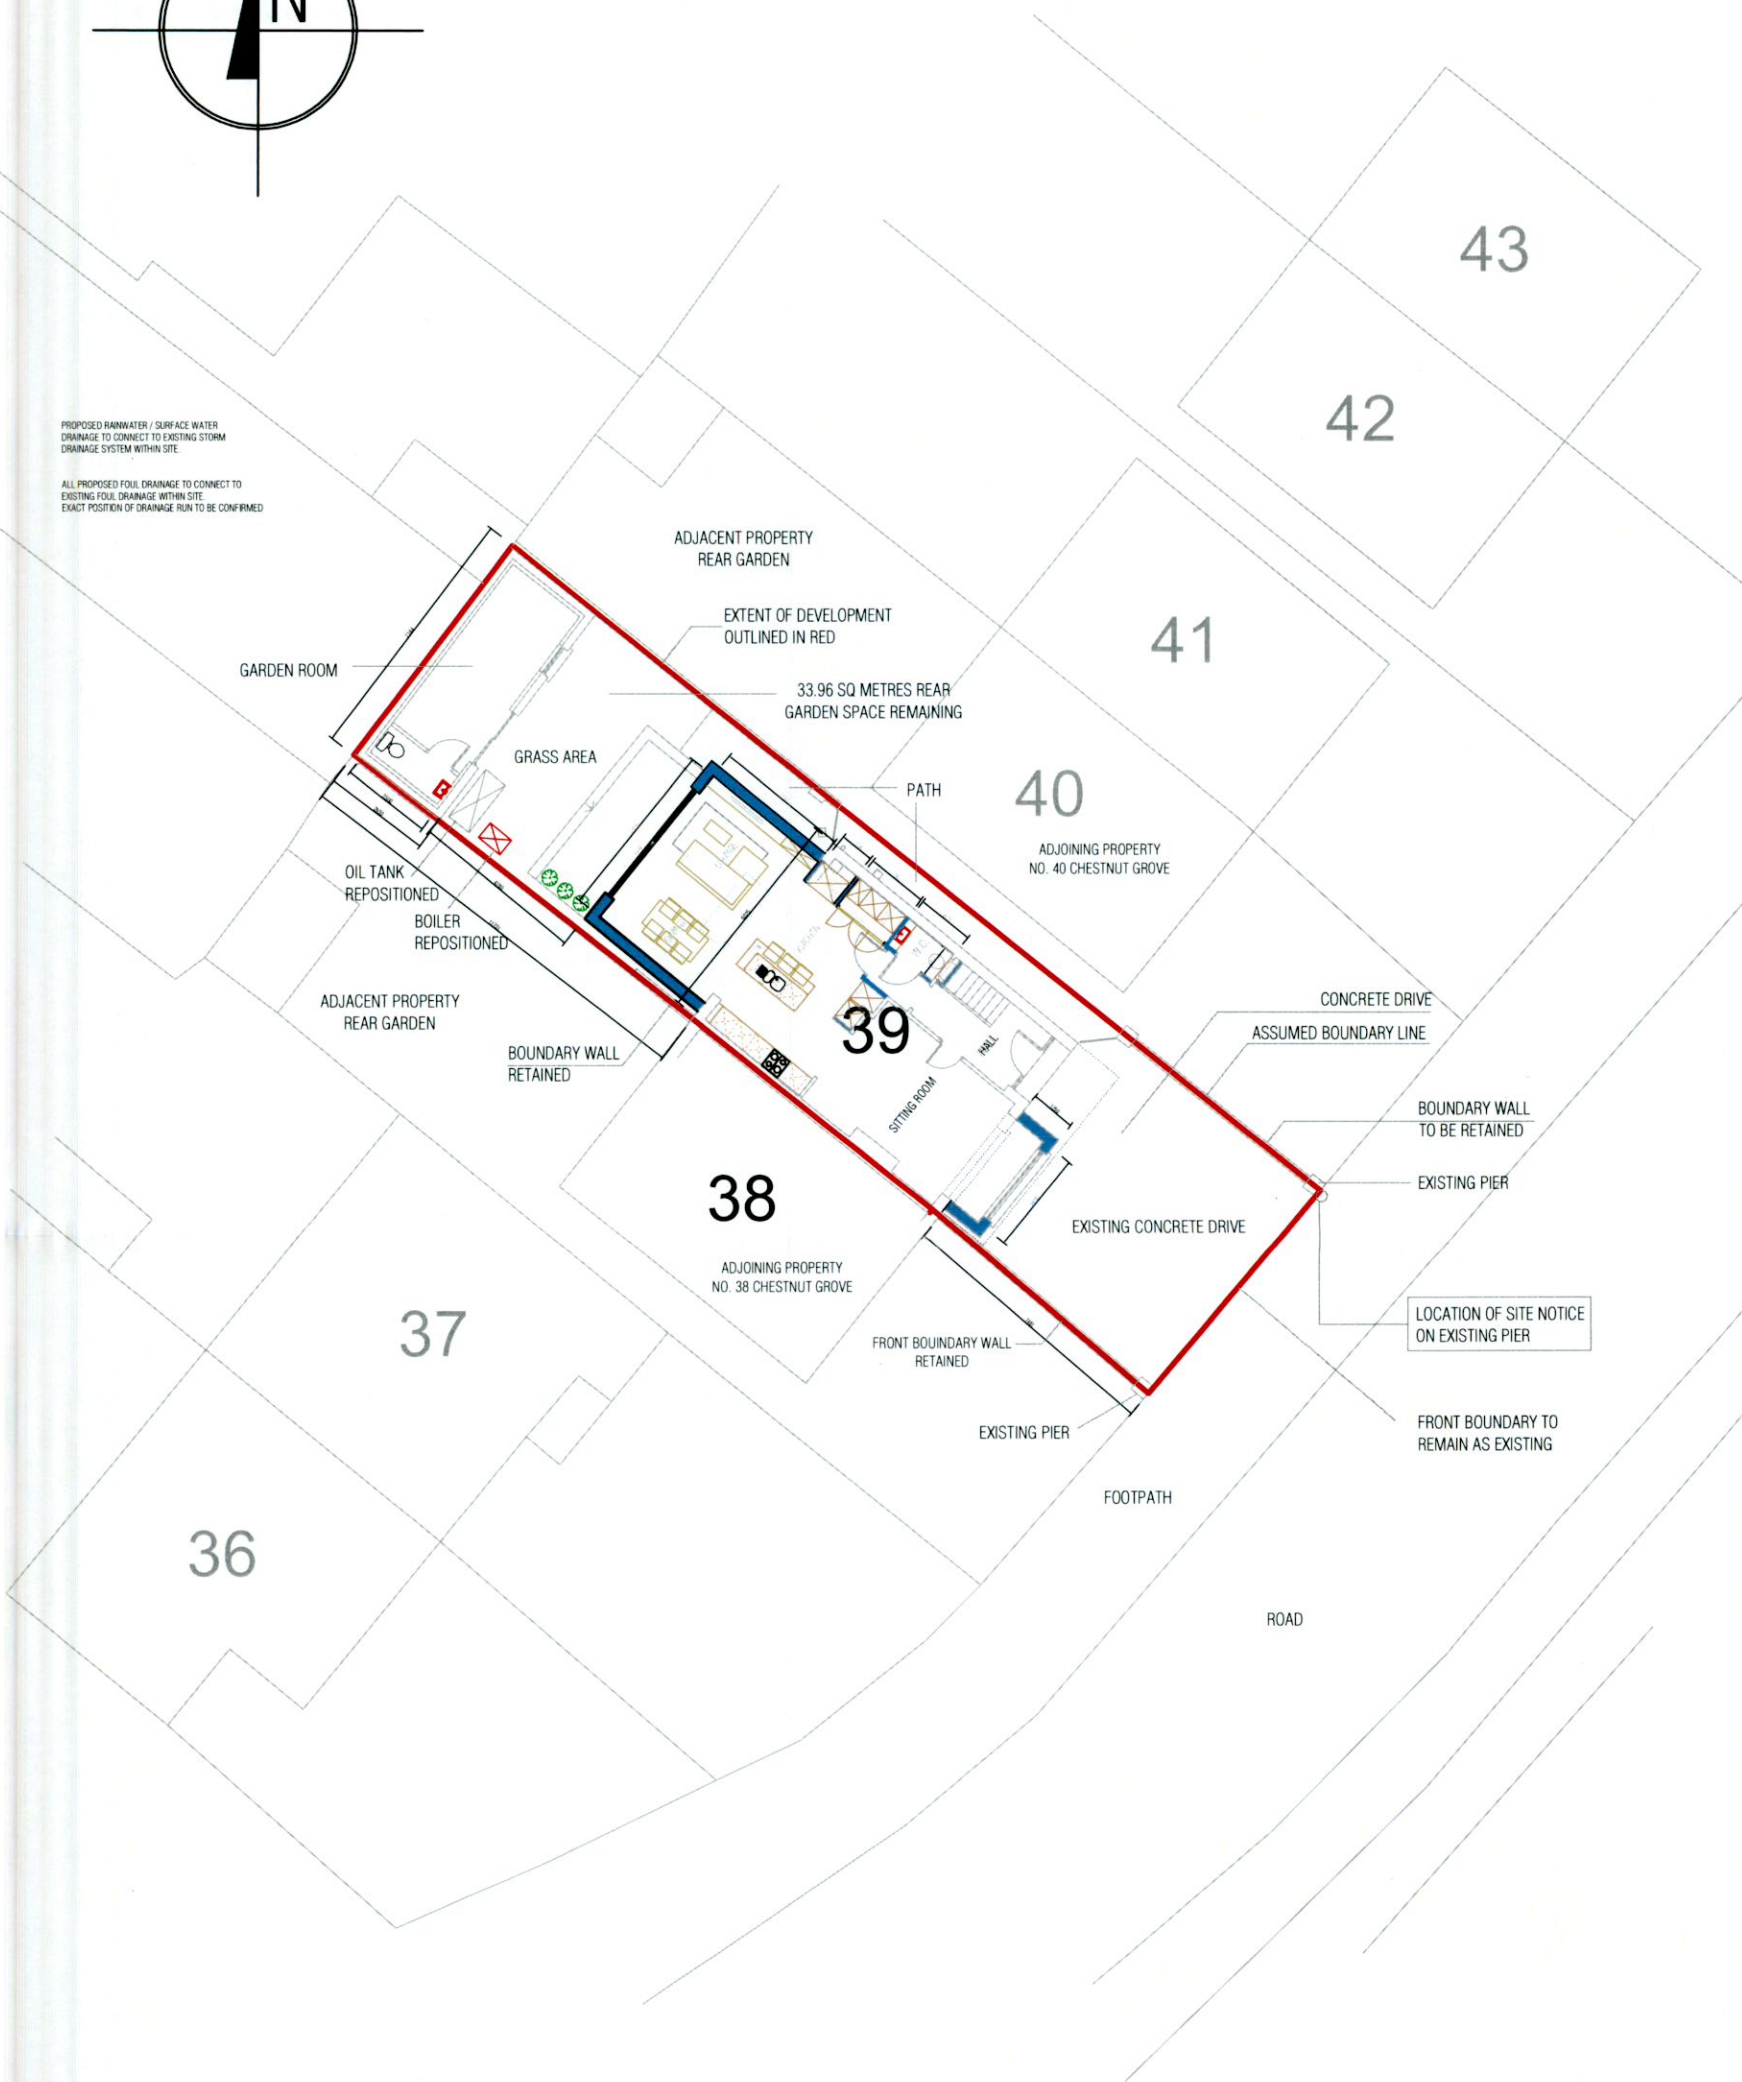 N
43
42
PROPOSED RAINWATER / SURFACE WATER
DRAINAGE TO CONNECT TO EXISTING STORM
DRAINAGE SYSTEM WITHIN SITE.
ALL PROPOSED FOUL DRAINAGE TO CONNECT TO
EXISTING FOUL DRAINAGE WITHIN SITE.
EXACT POSITION OF DRAINAGE RUN TO BE CONFIRMED
ADJACENT PROPERTY
REAR GARDEN
EXTENT OF DEVELOPMENT
OUTLINED IN RED
41
GARDEN ROOM
33.96 SQ METRES REAR
GARDEN SPACE REMAINING
GRASS AREA
PATH
40
ADJOINING PROPERTY
NO. 40 CHESTNUT GROVE
OIL TANK
REPOSITIONED
BOILER
REPOSITIONED
KITCHEN
W.C.
ADJACENT PROPERTY
REAR GARDEN
39
HALL
SITTING ROOM
CONCRETE DRIVE
ASSUMED BOUNDARY LINE
BOUNDARY WALL
RETAINED
BOUNDARY WALL
TO BE RETAINED
EXISTING PIER
38
EXISTING CONCRETE DRIVE
ADJOINING PROPERTY
NO. 38 CHESTNUT GROVE
37
LOCATION OF SITE NOTICE
ON EXISTING PIER
FRONT BOUINDARY WALL
RETAINED
EXISTING PIER
FRONT BOUNDARY TO
REMAIN AS EXISTING
FOOTPATH
36
ROAD